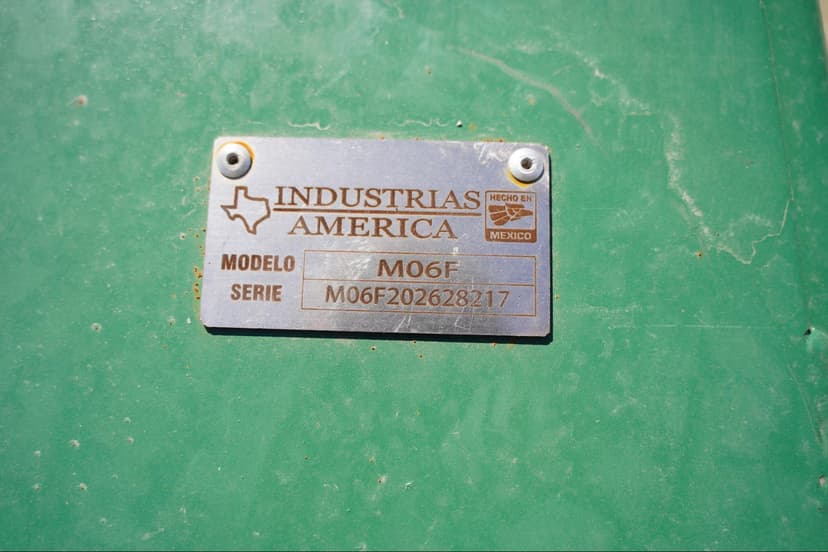 INDUSTRIAS
AMERICA
HECHO EN
MEXICO
MODELO M06F
SERIE M06F202628217